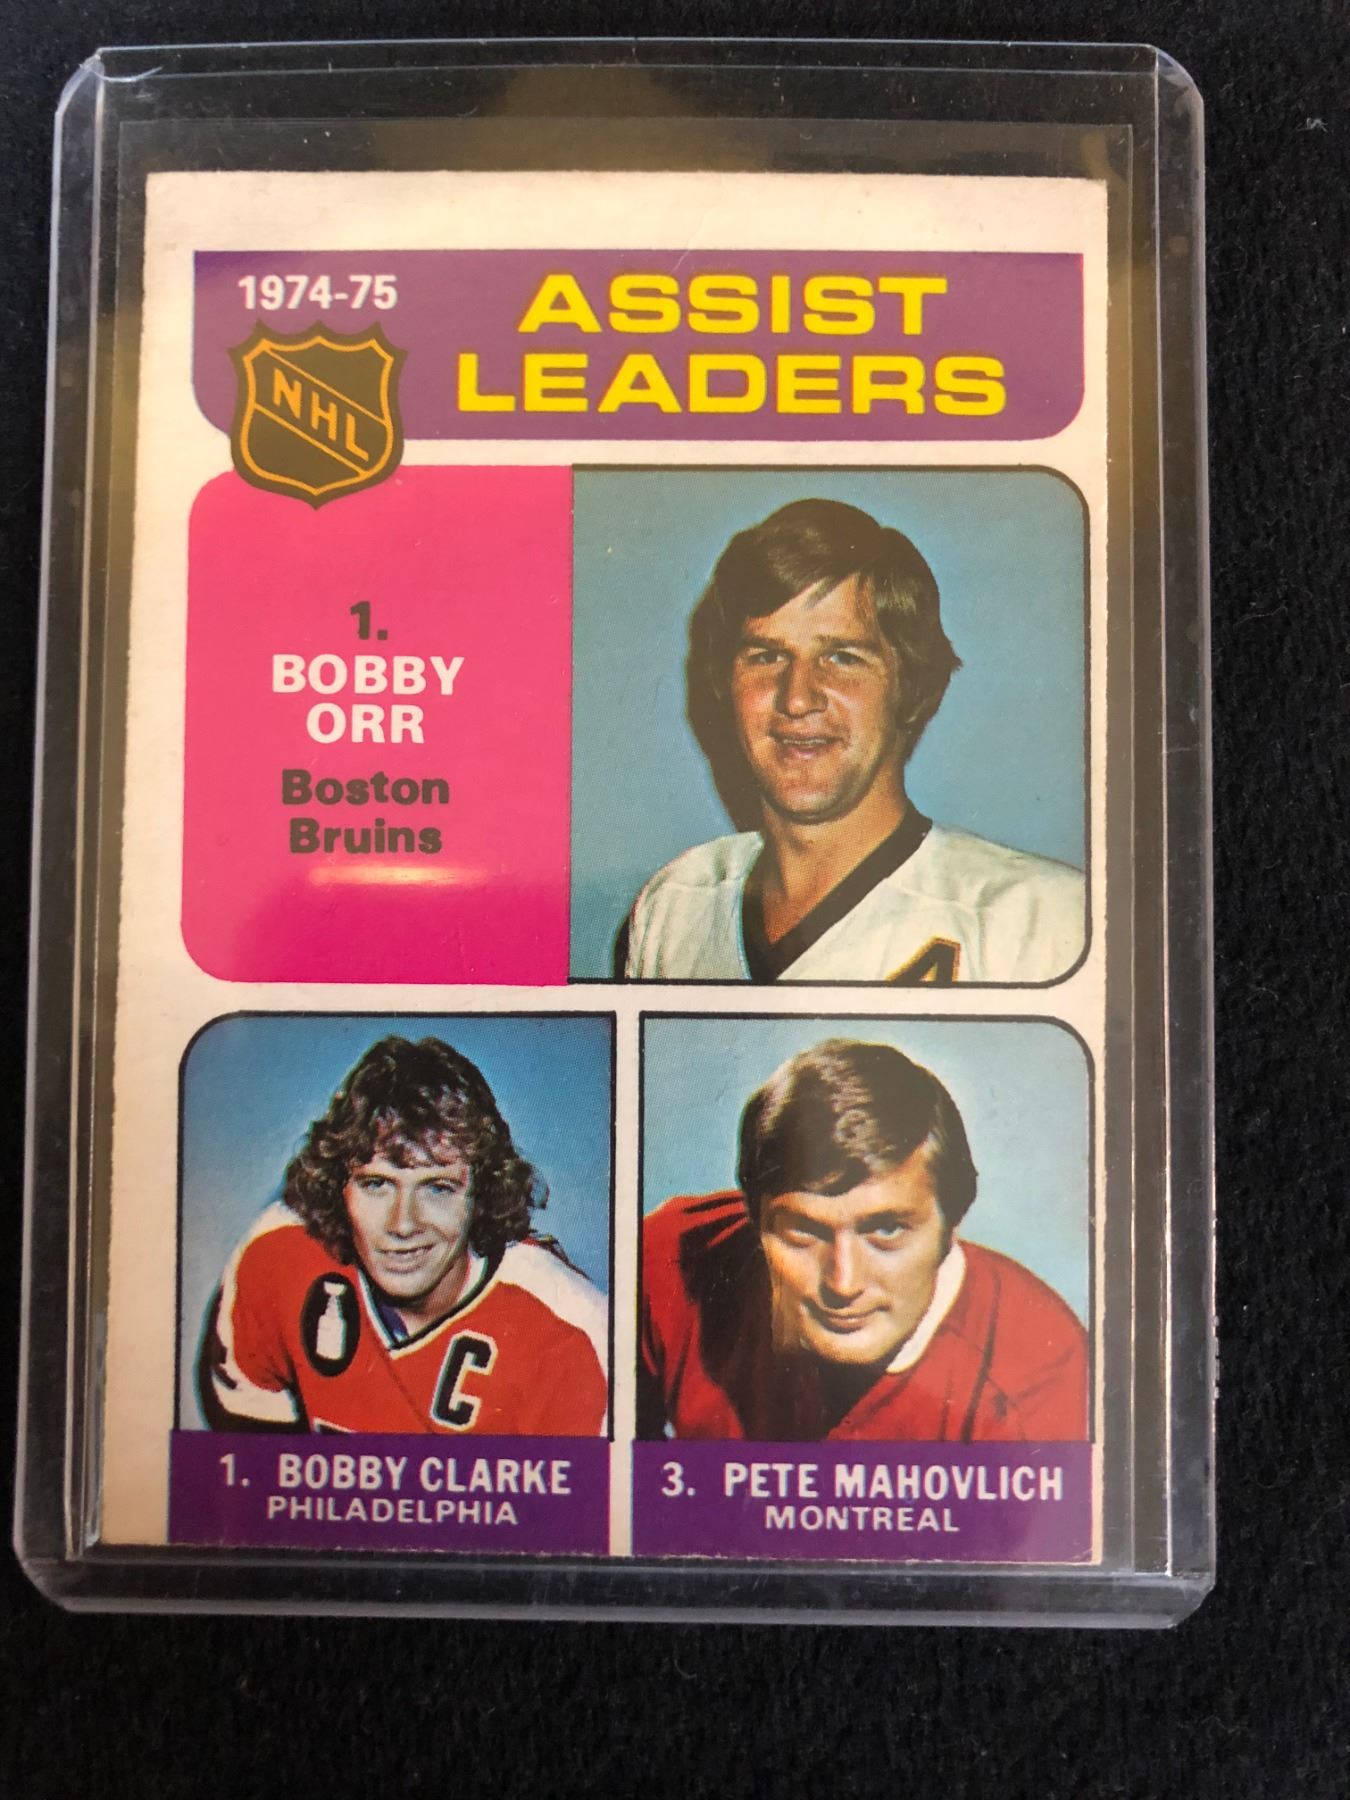 1974-75
ASSIST
LEADERS
NHL
1.
BOBBY
ORR
Boston
Bruins
A
C
1. BOBBY CLARKE
PHILADELPHIA
3. PETE MAHOVLICH
MONTREAL